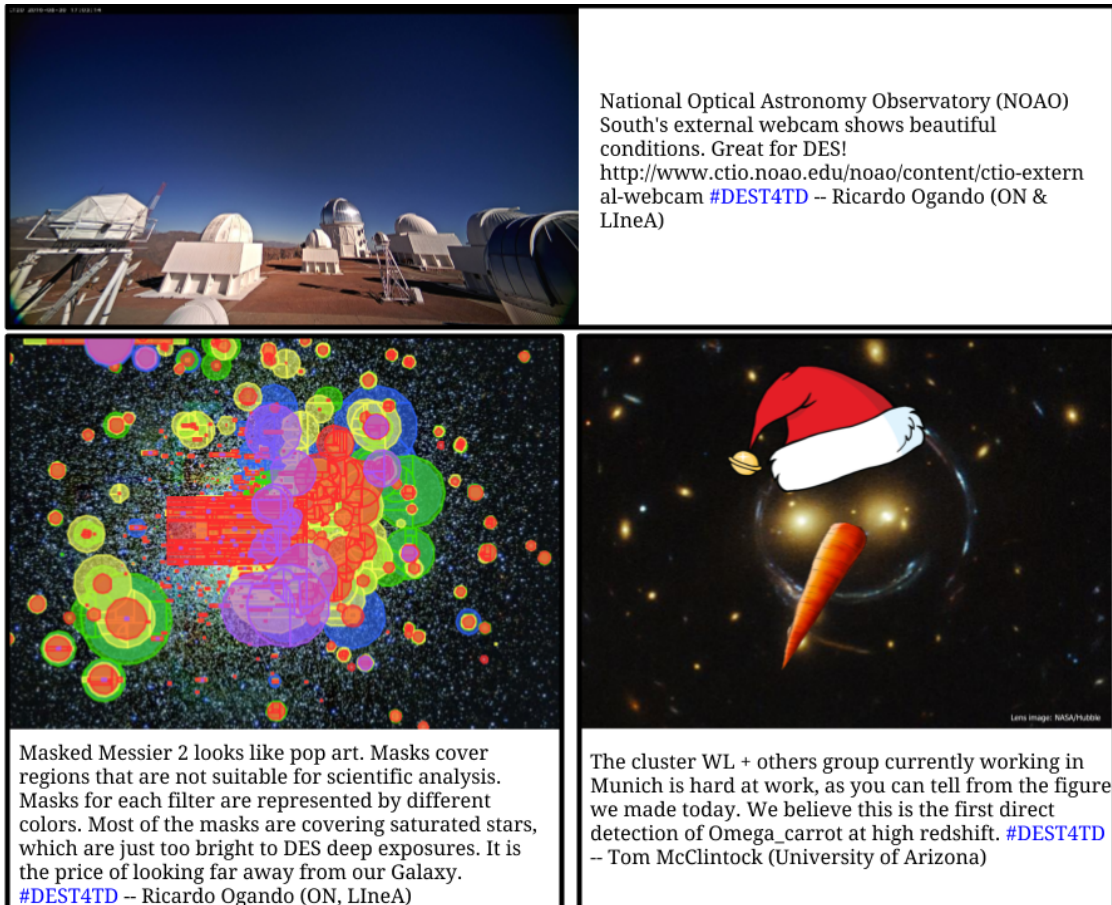 National Optical Astronomy Observatory (NOAO)
South's external webcam shows beautiful
conditions. Great for DES!
http://www.ctio.noao.edu/noao/content/ctio-extern
al-webcam #DEST4TD -- Ricardo Ogando (ON &
LIneA)
Lens Image: NASA/Hubble
Masked Messier 2 looks like pop art. Masks cover
regions that are not suitable for scientific analysis.
Masks for each filter are represented by different
colors. Most of the masks are covering saturated stars,
which are just too bright to DES deep exposures. It is
the price of looking far away from our Galaxy.
#DEST4TD -- Ricardo Ogando (ON, LIneA)
The cluster WL + others group currently working in
Munich is hard at work, as you can tell from the figure
we made today. We believe this is the first direct
detection of Omega_carrot at high redshift. #DEST4TD
-- Tom McClintock (University of Arizona)